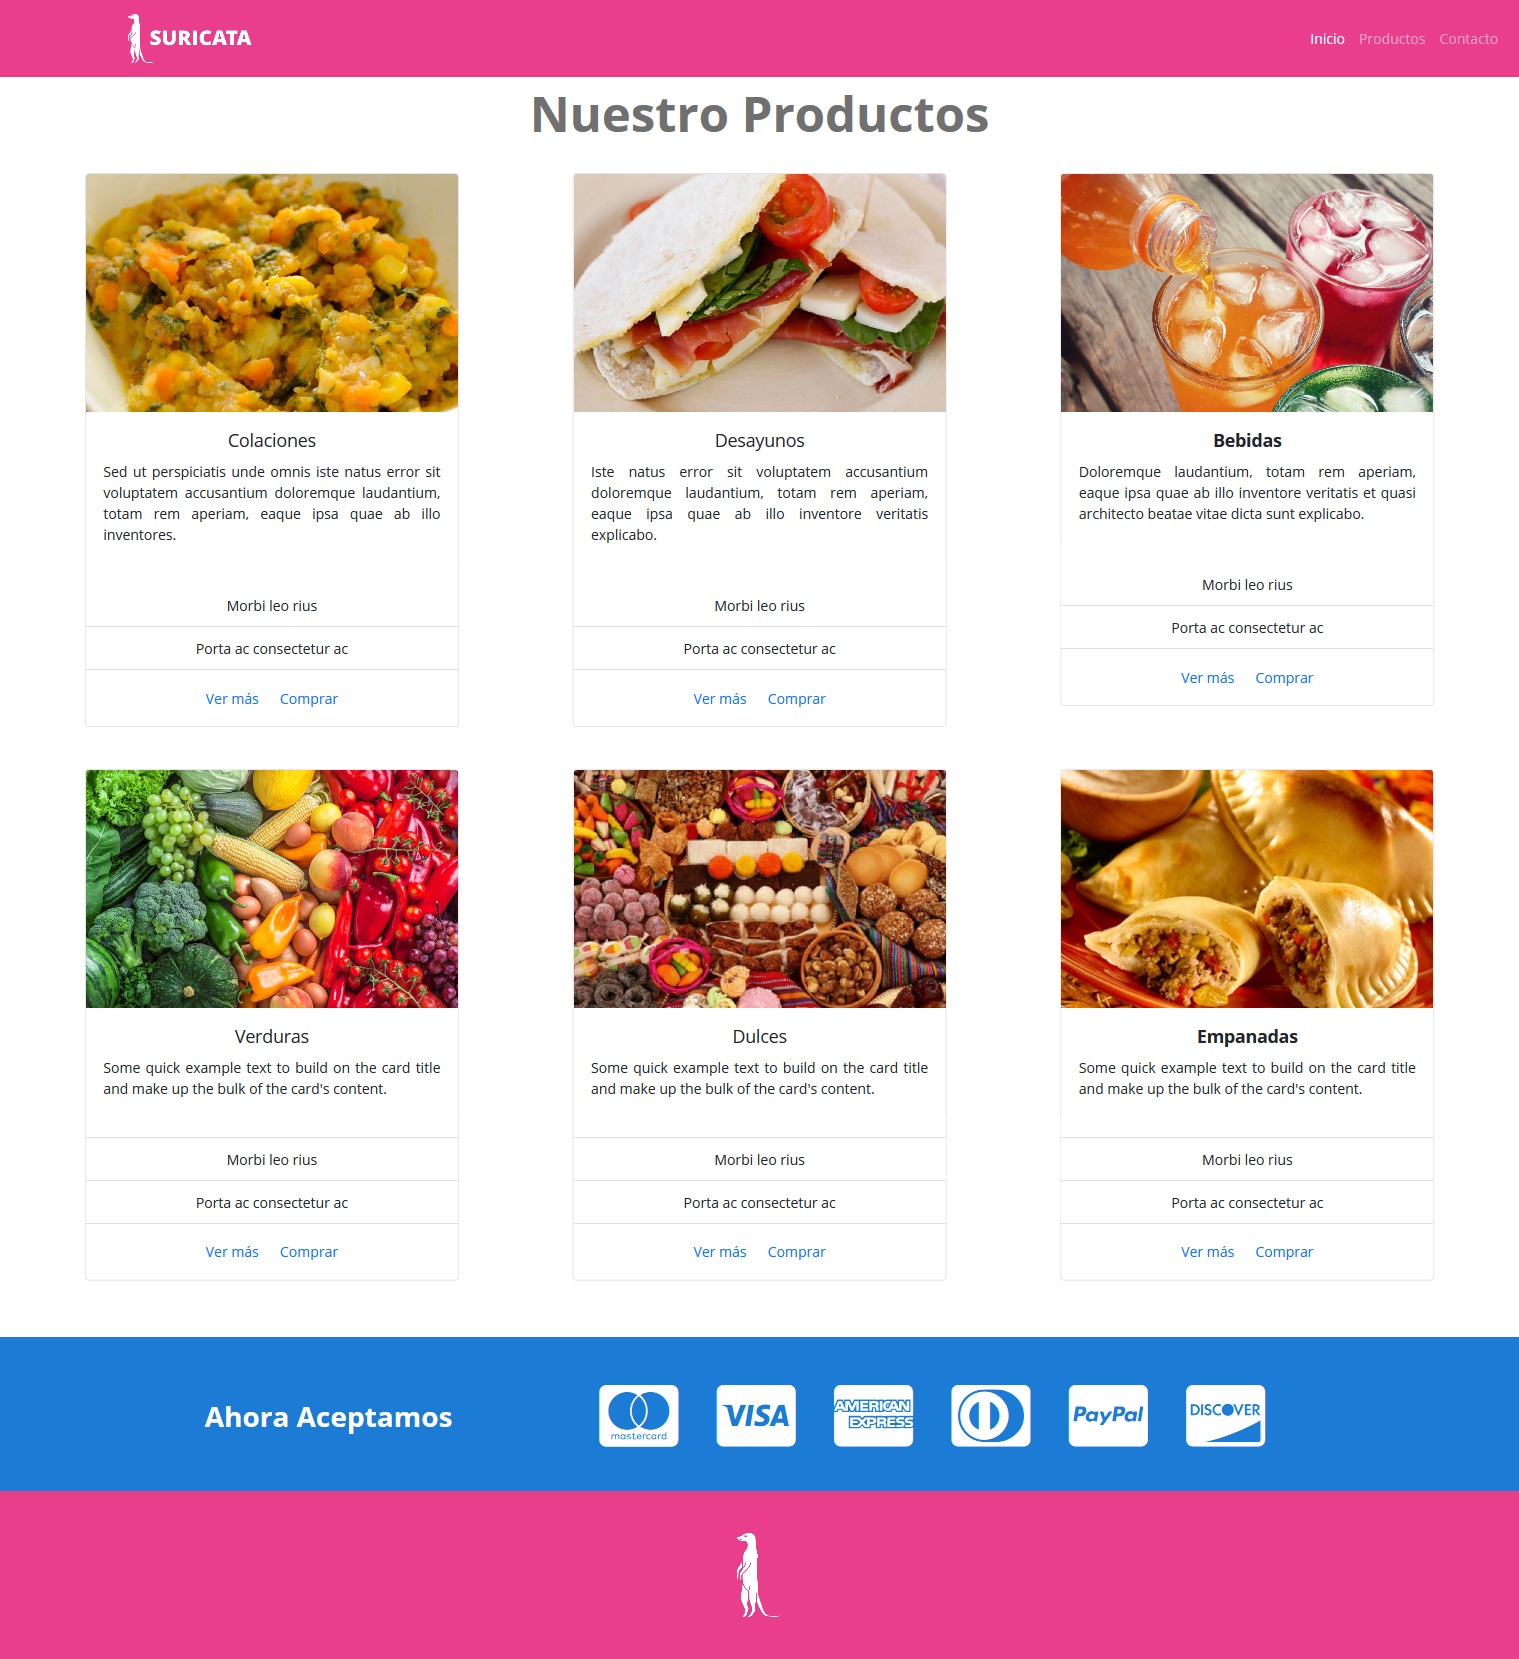 SURICATA
Inicio Productos Contacto
Nuestro Productos
Colaciones
Sed ut perspiciatis unde omnis iste natus error sit
voluptatem accusantium doloremque laudantium,
totam rem aperiam, eaque ipsa quae ab illo
inventores.
Morbi leo rius
Porta ac consectetur ac
Ver más Comprar
Desayunos
Iste natus error sit voluptatem accusantium
doloremque laudantium, totam rem aperiam,
eaque ipsa quae ab illo inventore veritatis
explicabo.
Morbi leo rius
Porta ac consectetur ac
Ver más Comprar
Bebidas
Doloremque laudantium, totam rem aperiam,
eaque ipsa quae ab illo inventore veritatis et quasi
architecto beatae vitae dicta sunt explicabo.
Morbi leo rius
Porta ac consectetur ac
Ver más Comprar
Verduras
Some quick example text to build on the card title
and make up the bulk of the card's content.
Morbi leo rius
Porta ac consectetur ac
Ver más Comprar
Dulces
Some quick example text to build on the card title
and make up the bulk of the card's content.
Morbi leo rius
Porta ac consectetur ac
Ver más Comprar
Empanadas
Some quick example text to build on the card title
and make up the bulk of the card's content.
Morbi leo rius
Porta ac consectetur ac
Ver más Comprar
Ahora Aceptamos
mastercard
VISA
AMERICAN
EXPRESS
PayPal
DISCOVER